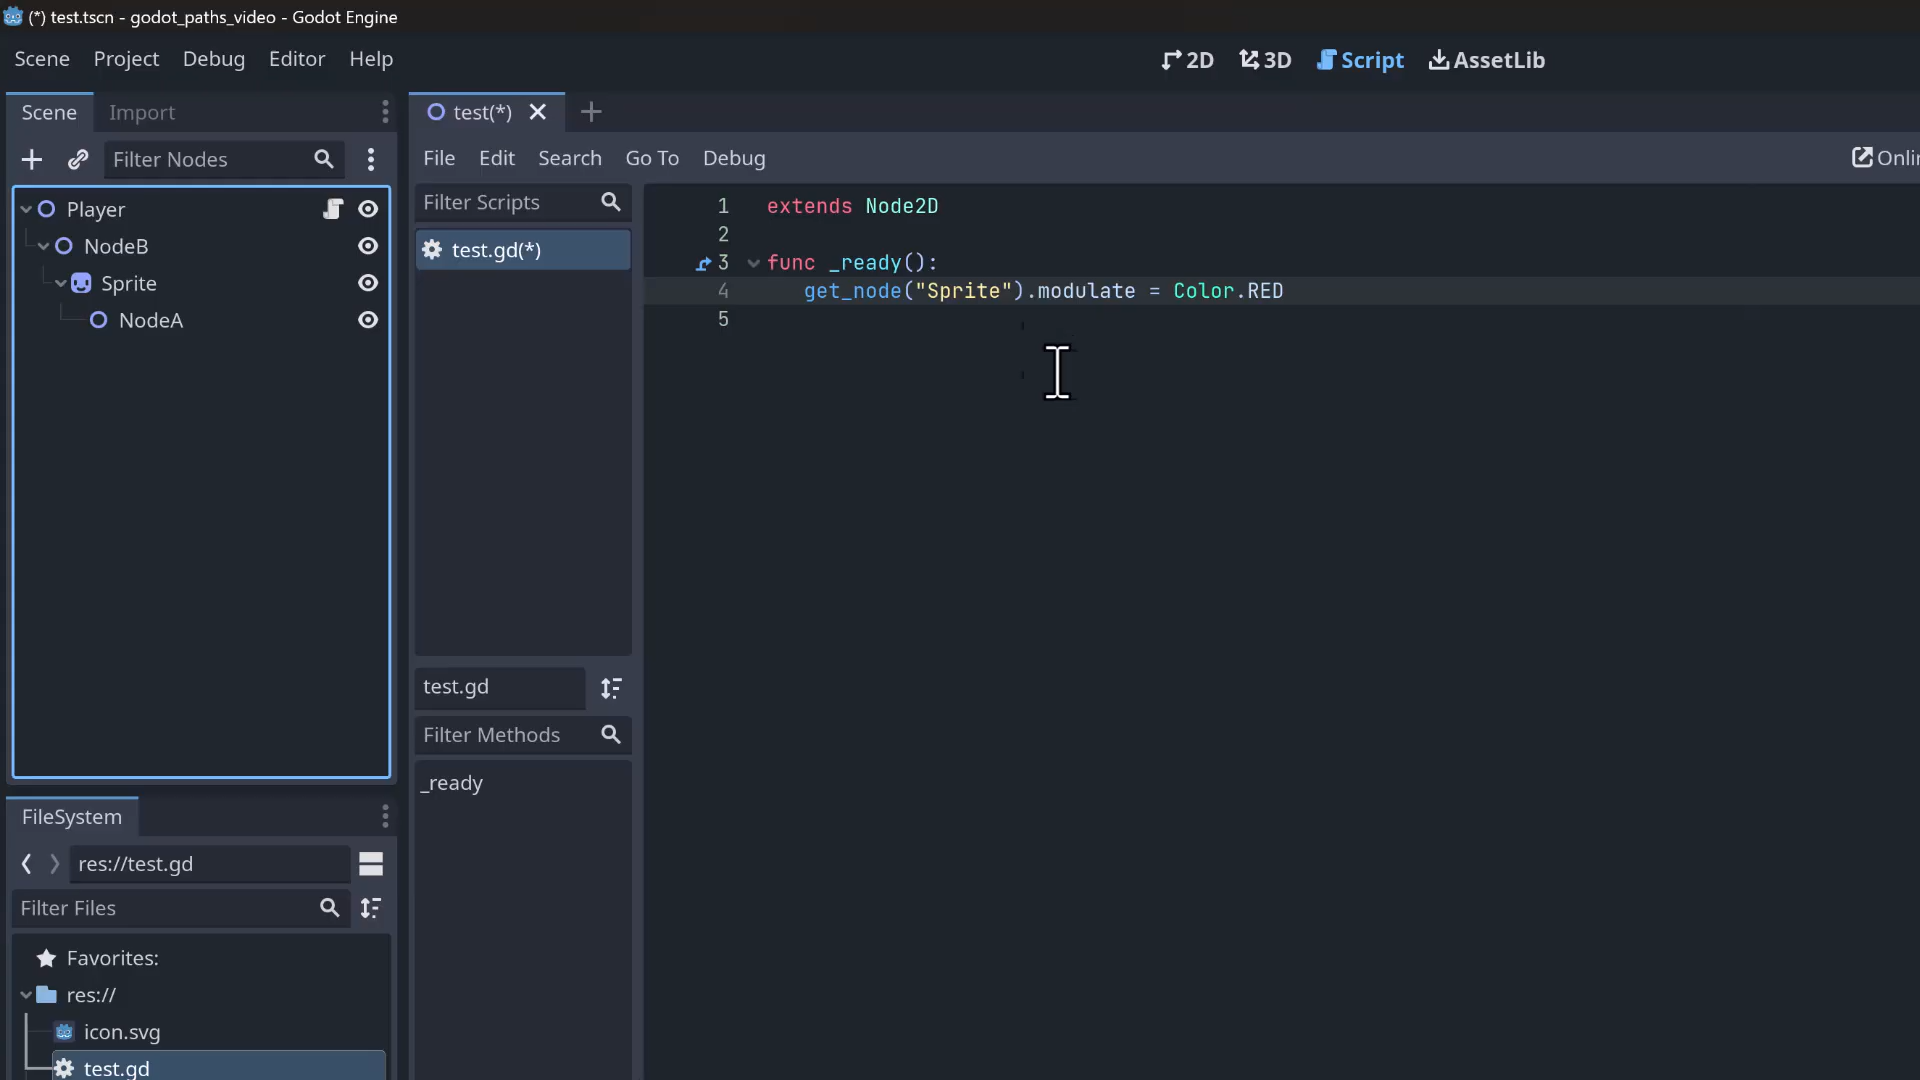 (*) test.tscn - godot_paths_video - Godot Engine
Scene Project Debug Editor Help
2D 3D Script AssetLib
Scene Import
Filter Nodes
Player
NodeB
Sprite
NodeA
test(*)
File Edit Search Go To Debug
Onlin
Filter Scripts
test.gd(*)
test.gd
Filter Methods
_ready
1 extends Node2D
2
3 func _ready():
4 get_node("Sprite").modulate = Color.RED
5
FileSystem
res://test.gd
Filter Files
Favorites:
res://
icon.svg
test.gd